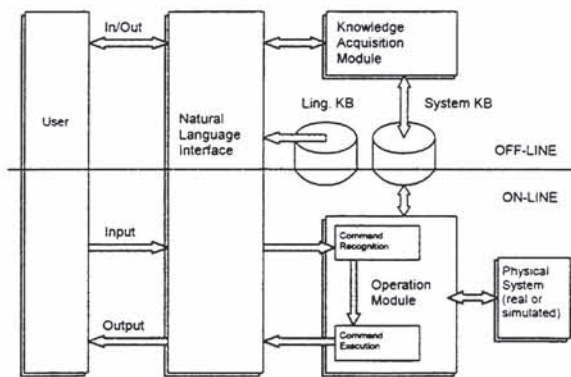 In/Out
Knowledge
Acquisition
Module
User
Natural
Language
Interface
Ling. KB
System KB
OFF-LINE
ON-LINE
Input
Command
Recognition
Operation
Module
Physical
System
(real or
simulated)
Output
Command
Execution